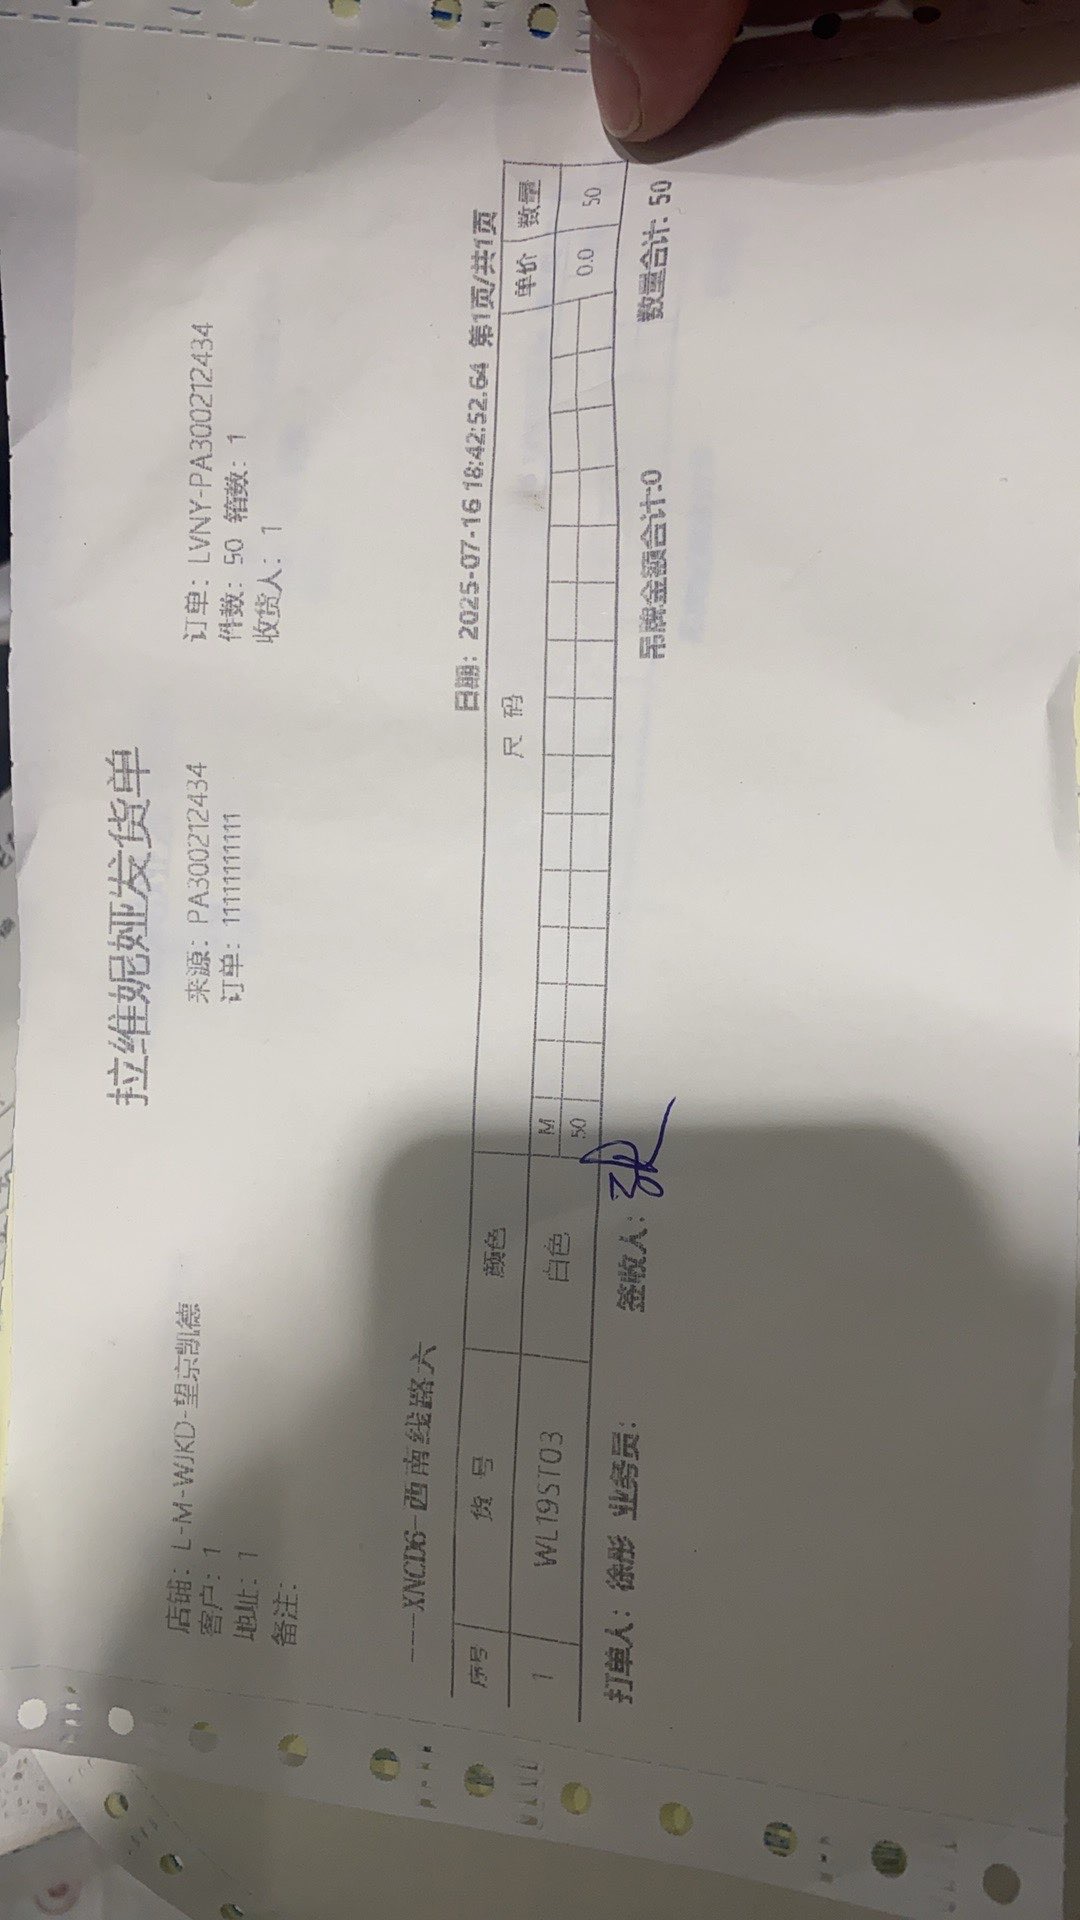 拉维妮娅发货单
店铺：L-M-WJKD-望京凯德 来源：PA300212434 订单：LVNY-PA300212434
客户：1 订单：11111111111 件数：50 箱数：1
地址：1 收货人：1
备注：
----XNCD6-西南线路六 日期：2025-07-16 18:42:52.64 第1页/共1页
序号 货 号 颜色 尺 码 单价 数量
M
1 WL19ST03 白色 50 0.0 50
打单人：徐彤 业务员： 签收人： 吊牌金额合计:0 数量合计: 50